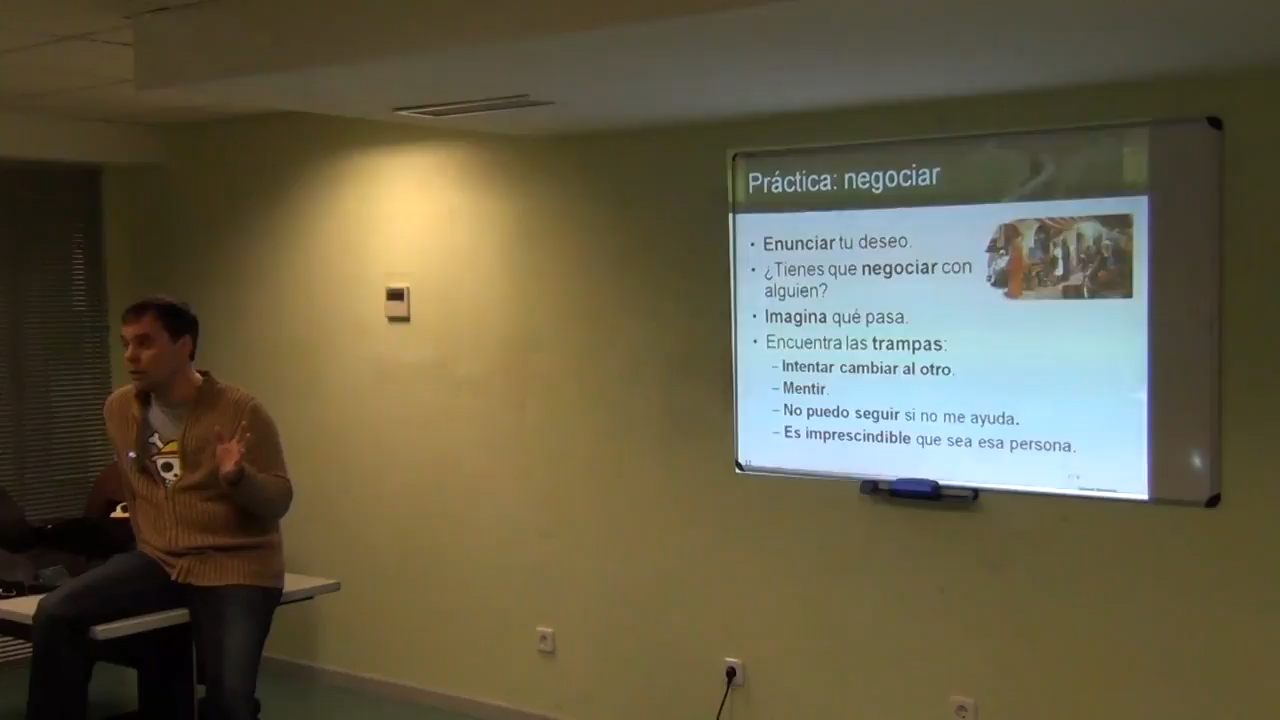 Práctica: negociar
• Enunciar tu deseo.
• ¿Tienes que negociar con
alguien?
• Imagina qué pasa.
• Encuentra las trampas:
– Intentar cambiar al otro.
– Mentir.
– No puedo seguir si no me ayuda.
– Es imprescindible que sea esa persona.